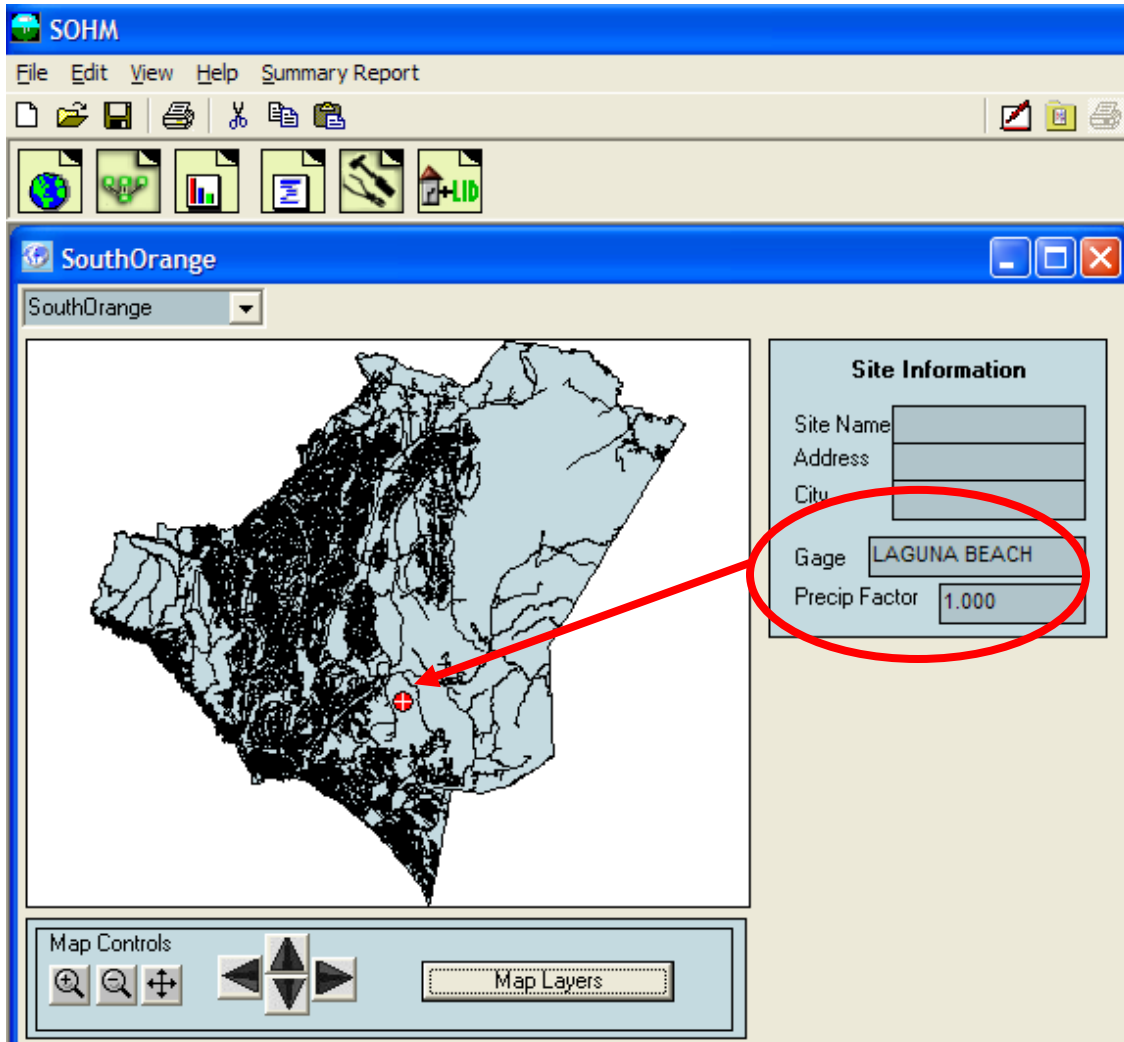 SOHM
File Edit View Help Summary Report
+LID
SouthOrange
SouthOrange
Site Information
Site Name
Address
City
Gage LAGUNA BEACH
Precip Factor 1.000
Map Controls
Map Layers